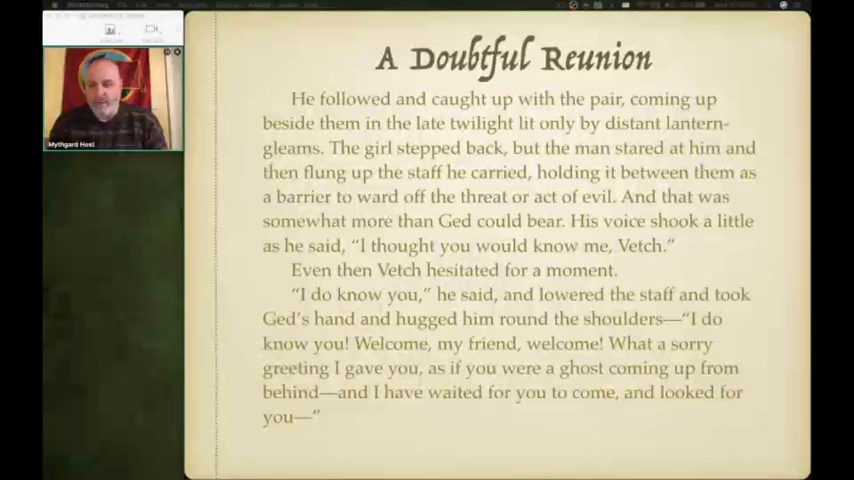 A Doubtful Reunion
He followed and caught up with the pair, coming up
beside them in the late twilight lit only by distant lantern-
gleams. The girl stepped back, but the man stared at him and
then flung up the staff he carried, holding it between them as
a barrier to ward off the threat or act of evil. And that was
somewhat more than Ged could bear. His voice shook a little
as he said, “I thought you would know me, Vetch.”
Even then Vetch hesitated for a moment.
“I do know you,” he said, and lowered the staff and took
Ged’s hand and hugged him round the shoulders—“I do
know you! Welcome, my friend, welcome! What a sorry
greeting I gave you, as if you were a ghost coming up from
behind—and I have waited for you to come, and looked for
you—”
Mythgard Host